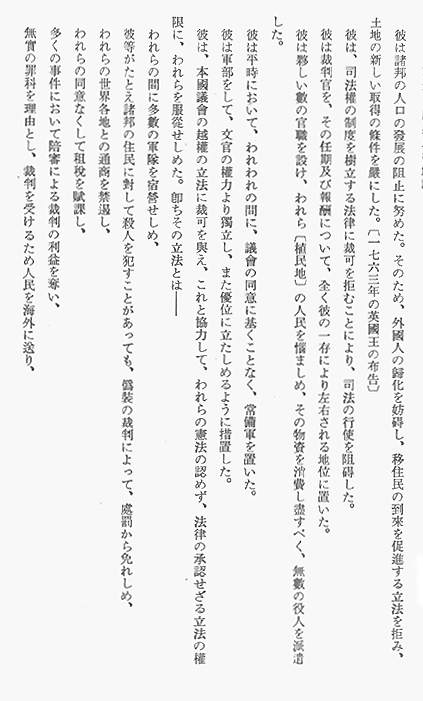 彼は諸邦の人口の發展の阻止に努めた。そのため、外國人の歸化を妨碍し、移住民の到來を促進する立法を拒み、
土地の新しい取得の條件を嚴にした。〔一七六三年の英國王の布告〕
彼は、司法權の制度を樹立する法律に裁可を拒むことにより、司法の行使を阻碍した。
彼は裁判官を、その任期及び報酬について、全く彼の一存により左右される地位に置いた。
彼は夥しい數の官職を設け、われら〔植民地〕の人民を惱ましめ、その物資を消費し盡すべく、無數の役人を派遣
した。
彼は平時において、われわれの間に、議會の同意に基くことなく、常備軍を置いた。
彼は軍部をして、文官の權力より獨立し、また優位に立たしめるように措置した。
彼は、本國議會の越權の立法に裁可を與え、これと協力して、われらの憲法の認めず、法律の承認せざる立法の權
限に、われらを服從せしめた。卽ちその立法とは――
われらの間に多數の軍隊を宿營せしめ、
彼等がたとえ諸邦の住民に對して殺人を犯すことがあっても、僞裝の裁判によって、處罰から免れしめ、
われらの世界各地との通商を禁遏し、
われらの同意なくして租稅を賦課し、
多くの事件において陪審による裁判の利益を奪い、
無實の罪科を理由とし、裁判を受けるため人民を海外に送り、